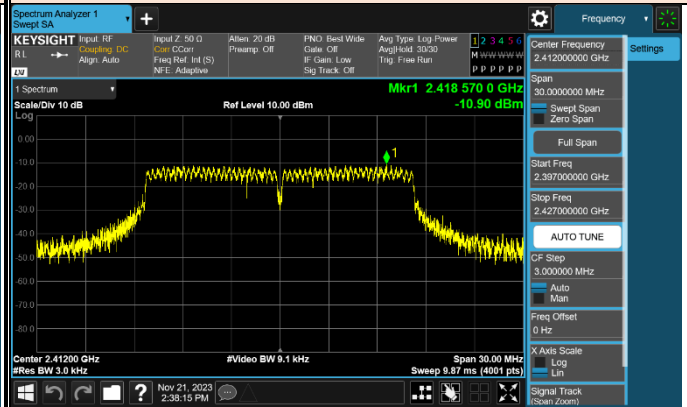 Spectrum Analyzer 1
Swept SA
+
Frequency
KEYSIGHT
RL
LXI
Input: RF
Coupling: DC
Align: Auto
Input Z: 50 Ω
Corr CCorr
Freq Ref: Int (S)
NFE: Adaptive
Atten: 20 dB
Preamp: Off
PNO: Best Wide
Gate: Off
IF Gain: Low
Sig Track: Off
Avg Type: Log-Power
Avg|Hold: 30/30
Trig: Free Run
1 2 3 4 5 6
M W W W W W
P P P P P P
1 Spectrum
Scale/Div 10 dB
Ref Level 10.00 dBm
Mkr1 2.418 570 0 GHz
-10.90 dBm
Log
0.00
-10.0
-20.0
-30.0
-40.0
-50.0
-60.0
-70.0
-80.0
1
Center 2.41200 GHz
#Res BW 3.0 kHz
#Video BW 9.1 kHz
Span 30.00 MHz
Sweep 9.87 ms (4001 pts)
Nov 21, 2023
2:38:15 PM
Center Frequency
2.412000000 GHz
Span
30.0000000 MHz
Swept Span
Zero Span
Full Span
Start Freq
2.397000000 GHz
Stop Freq
2.427000000 GHz
AUTO TUNE
CF Step
3.000000 MHz
Auto
Man
Freq Offset
0 Hz
X Axis Scale
Log
Lin
Signal Track
(Span Zoom)
Settings